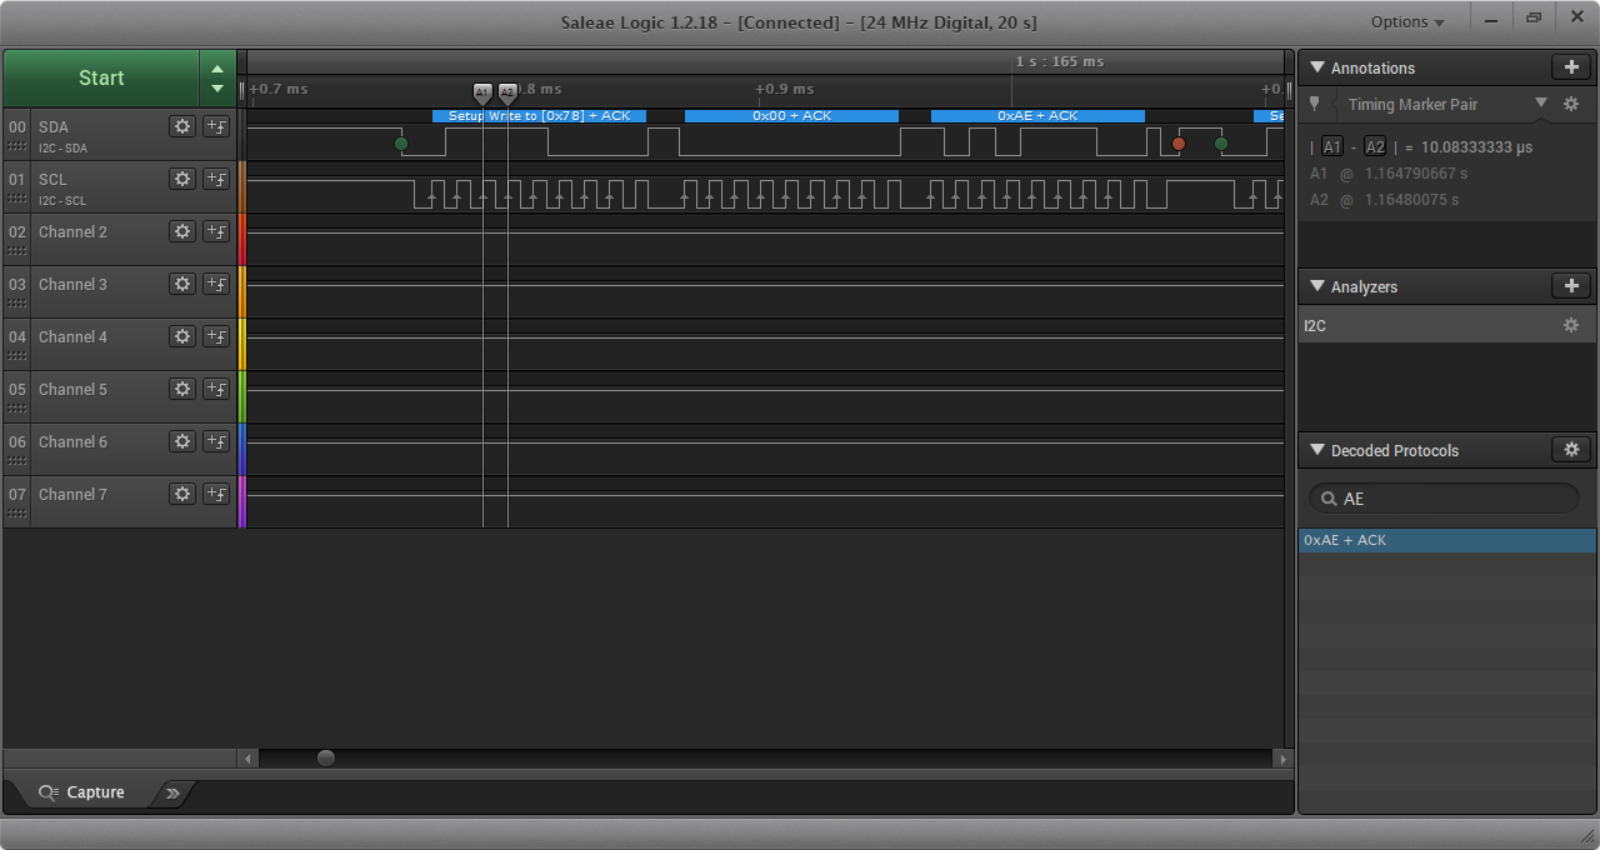 Saleae Logic 1.2.18 - [Connected] - [24 MHz Digital, 20 s]
Options
Start
1 s : 165 ms
+0.7 ms
0.8 ms
+0.9 ms
+0.
A1
A2
Setup Write to [0x78] + ACK
0x00 + ACK
0xAE + ACK
Se
00 SDA
I2C - SDA
01 SCL
I2C - SCL
02 Channel 2
03 Channel 3
04 Channel 4
05 Channel 5
06 Channel 6
07 Channel 7
Capture
Annotations
Timing Marker Pair
| A1 - A2 | = 10.08333333 µs
A1 @ 1.164790667 s
A2 @ 1.16480075 s
Analyzers
I2C
Decoded Protocols
AE
0xAE + ACK